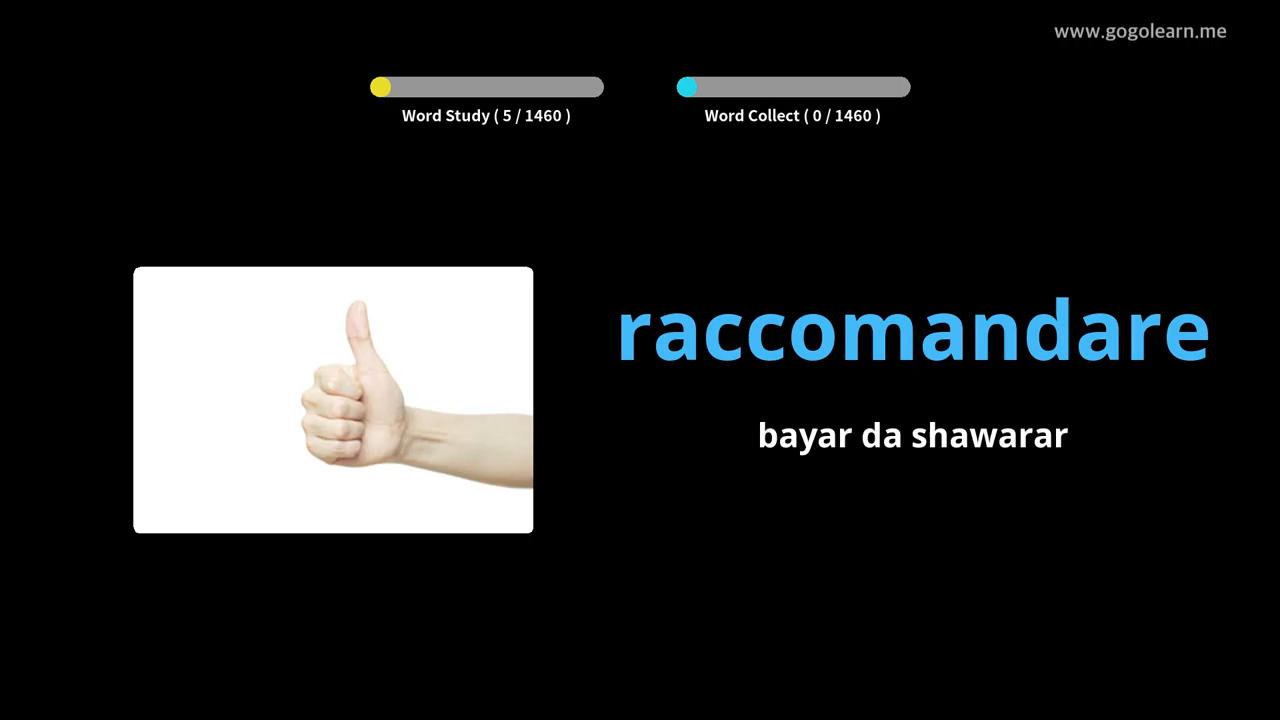 www.gogolearn.me
Word Study ( 5 / 1460 )
Word Collect ( 0 / 1460 )
raccomandare
bayar da shawarar